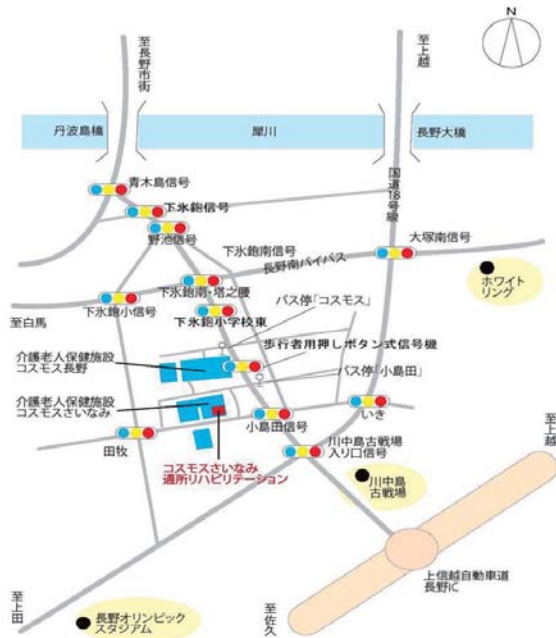 至長野市街
至上越
N
丹波島橋
犀川
長野大橋
国道18号線
青木島信号
下氷鉋信号
野池信号
下氷鉋南信号
長野南バイパス
大塚南信号
ホワイト
リング
下氷鉋南・塔之腰
至白馬
下氷鉋小信号
下氷鉋小学校東
バス停「コスモス」
介護老人保健施設
コスモス長野
歩行者用押しボタン式信号機
バス停「小島田」
介護老人保健施設
コスモスさいなみ
いき
小島田信号
田牧
コスモスさいなみ
通所リハビリテーション
川中島古戦場
入り口信号
至上越
川中島
古戦場
上信越自動車道
長野IC
至上田
至佐久
長野オリンピック
スタジアム